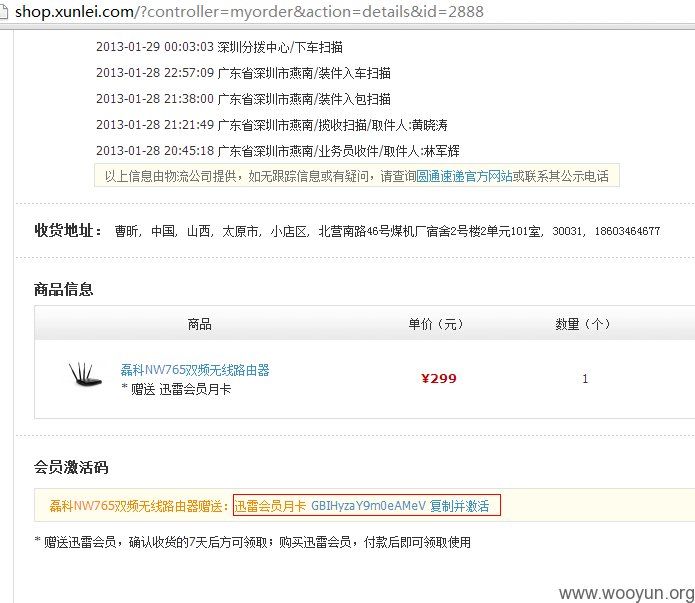 shop.xunlei.com/?controller=myorder&action=details&id=2888
2013-01-29 00:03:03 深圳分拨中心/下车扫描
2013-01-28 22:57:09 广东省深圳市燕南/装件入车扫描
2013-01-28 21:38:00 广东省深圳市燕南/装件入包扫描
2013-01-28 21:21:49 广东省深圳市燕南/揽收扫描/取件人:黄晓涛
2013-01-28 20:45:18 广东省深圳市燕南/业务员收件/取件人:林军辉
以上信息由物流公司提供，如无跟踪信息或有疑问，请查询圆通速递官方网站或联系其公示电话
收货地址： 曹昕, 中国, 山西, 太原市, 小店区, 北营南路46号煤机厂宿舍2号楼2单元101室, 30031, 18603464677
商品信息
商品 单价（元） 数量（个）
磊科NW765双频无线路由器 ¥299 1
* 赠送 迅雷会员月卡
会员激活码
磊科NW765双频无线路由器赠送: 迅雷会员月卡 GBIHyzaY9m0eAMeV 复制并激活
* 赠送迅雷会员，确认收货的7天后方可领取；购买迅雷会员，付款后即可领取使用
www.wooyun.org